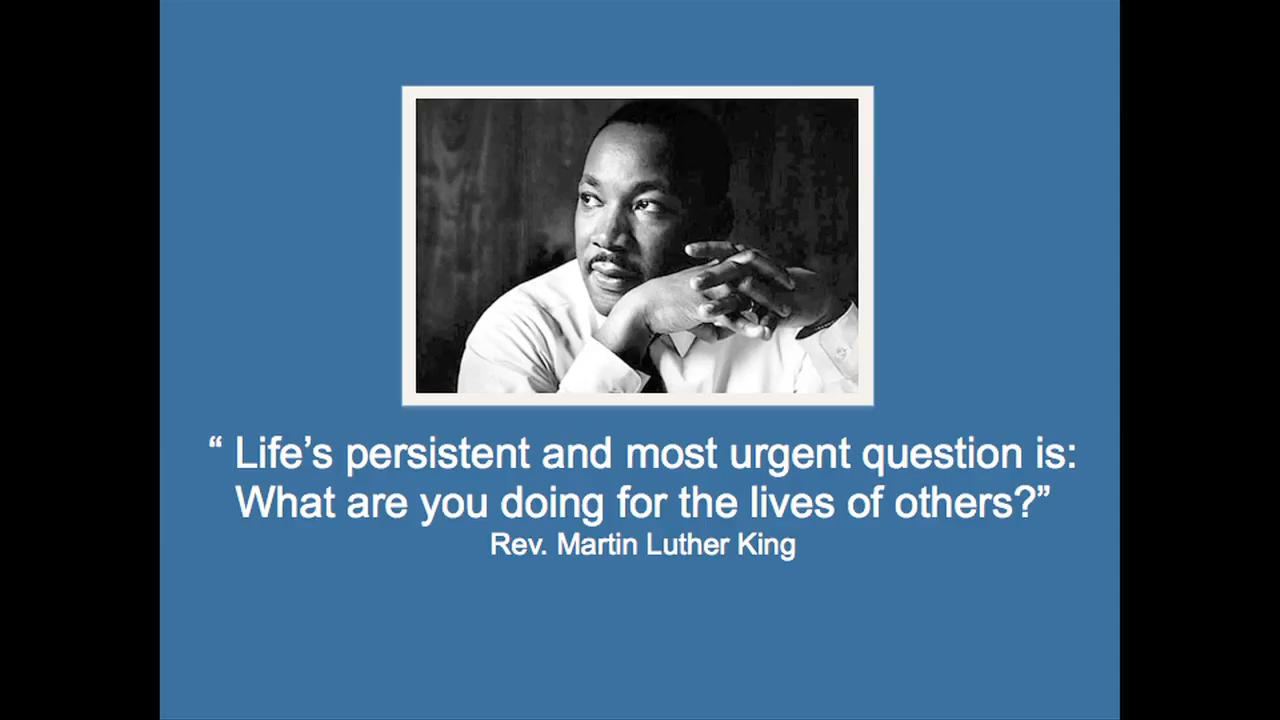 “ Life’s persistent and most urgent question is:
What are you doing for the lives of others?”
Rev. Martin Luther King